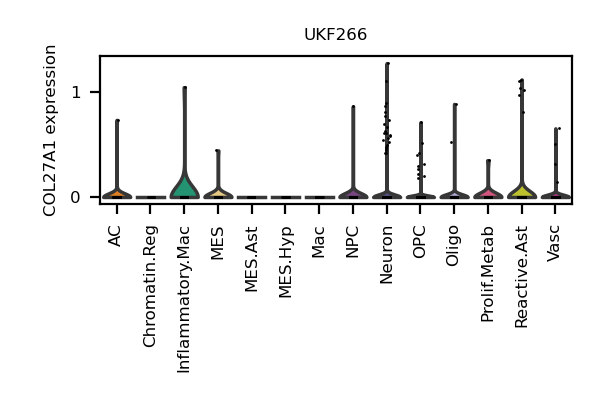 UKF266
COL27A1 expression
1
0
AC
Chromatin.Reg
Inflammatory.Mac
MES
MES.Ast
MES.Hyp
Mac
NPC
Neuron
OPC
Oligo
Prolif.Metab
Reactive.Ast
Vasc